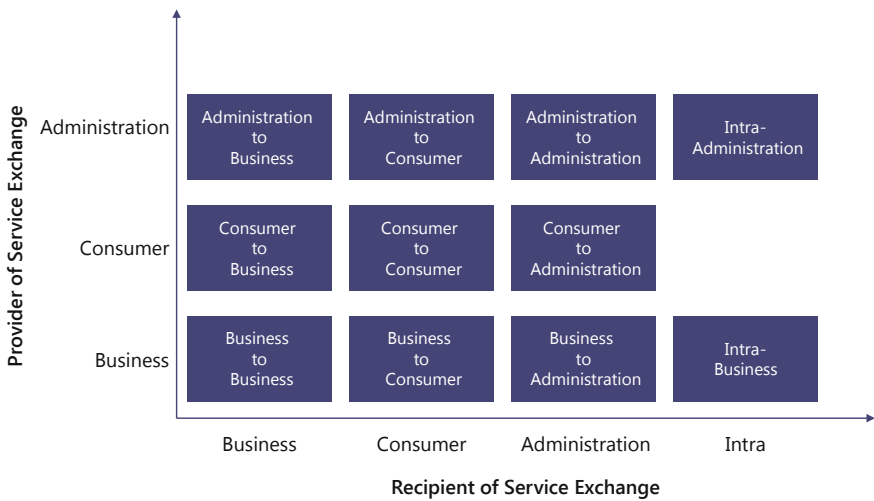 Provider of Service Exchange
Administration
Administration
to
Business
Administration
to
Consumer
Administration
to
Administration
Intra-
Administration
Consumer
Consumer
to
Business
Consumer
to
Consumer
Consumer
to
Administration
Business
Business
to
Business
Business
to
Consumer
Business
to
Administration
Intra-
Business
Business
Consumer
Administration
Intra
Recipient of Service Exchange